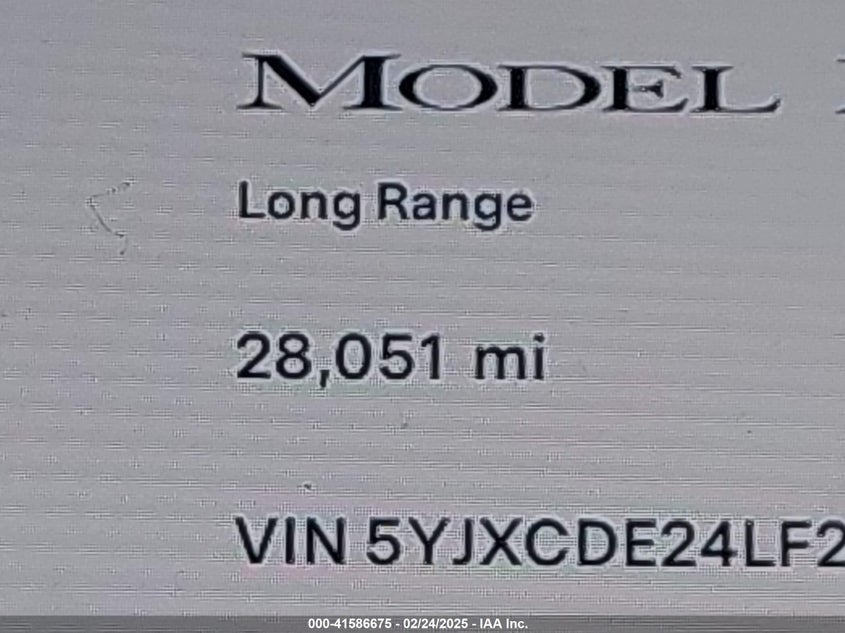 MODEL
Long Range
28,051 mi
VIN 5YJXCDE24LF2
000-41586675 - 02/24/2025 - IAA Inc.